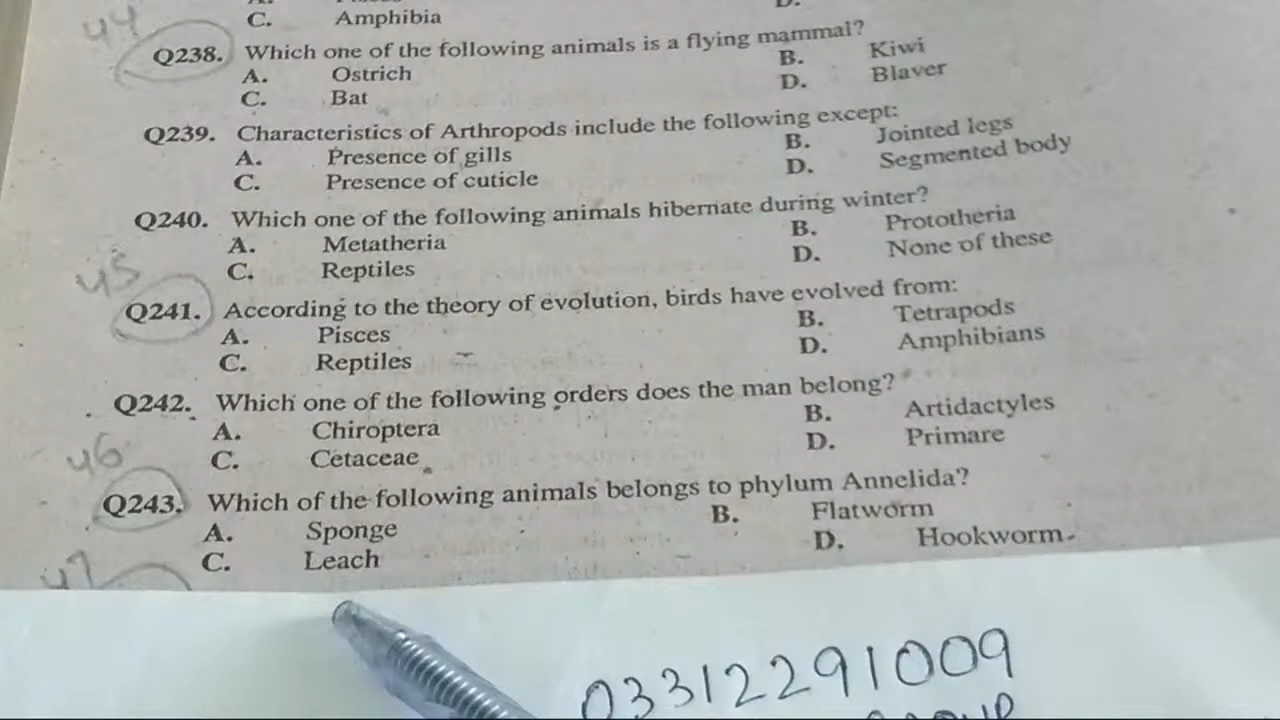 44
C. Amphibia D.
Q238. Which one of the following animals is a flying mammal?
A. Ostrich B. Kiwi
C. Bat D. Blaver
Q239. Characteristics of Arthropods include the following except:
A. Presence of gills B. Jointed legs
C. Presence of cuticle D. Segmented body
Q240. Which one of the following animals hibernate during winter?
A. Metatheria B. Prototheria
C. Reptiles D. None of these
45
Q241. According to the theory of evolution, birds have evolved from:
A. Pisces B. Tetrapods
C. Reptiles D. Amphibians
Q242. Which one of the following orders does the man belong?
A. Chiroptera B. Artidactyles
C. Cetaceae D. Primare
46
Q243. Which of the following animals belongs to phylum Annelida?
A. Sponge B. Flatworm
C. Leach D. Hookworm
47
03312291009